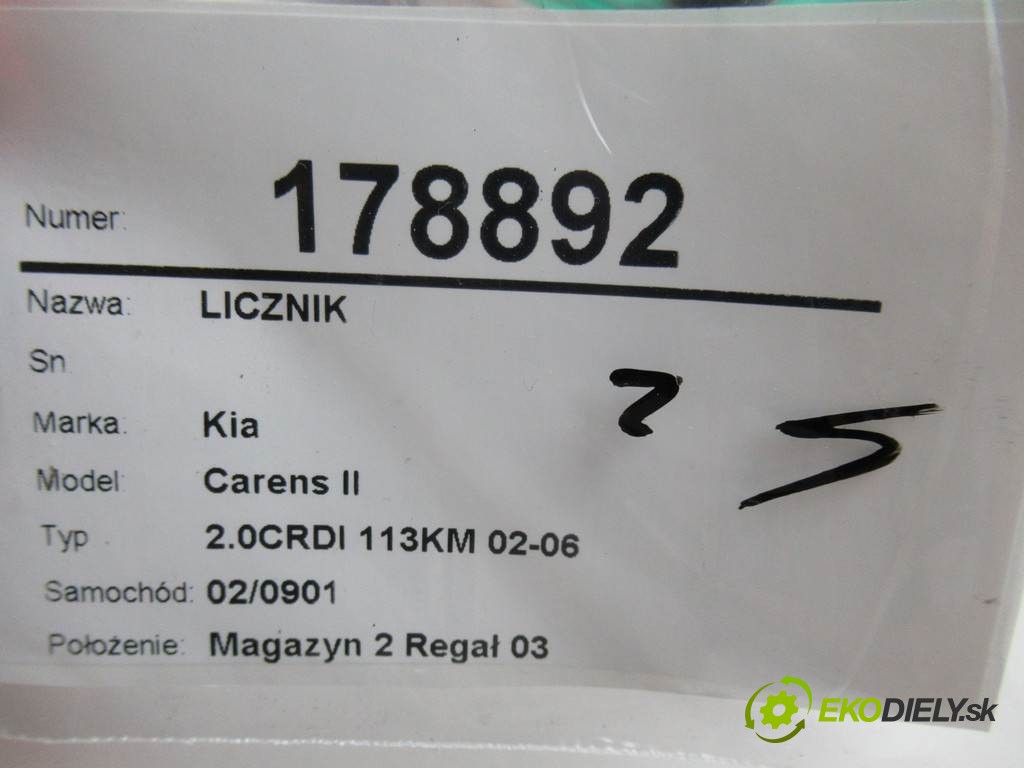 Numer: 178892
Nazwa: LICZNIK
Sn
Marka: Kia
Model Carens II
Typ 2.0CRDI 113KM 02-06
Samochód: 02/0901
Położenie: Magazyn 2 Regał 03
2 5
EKODIELY.sk